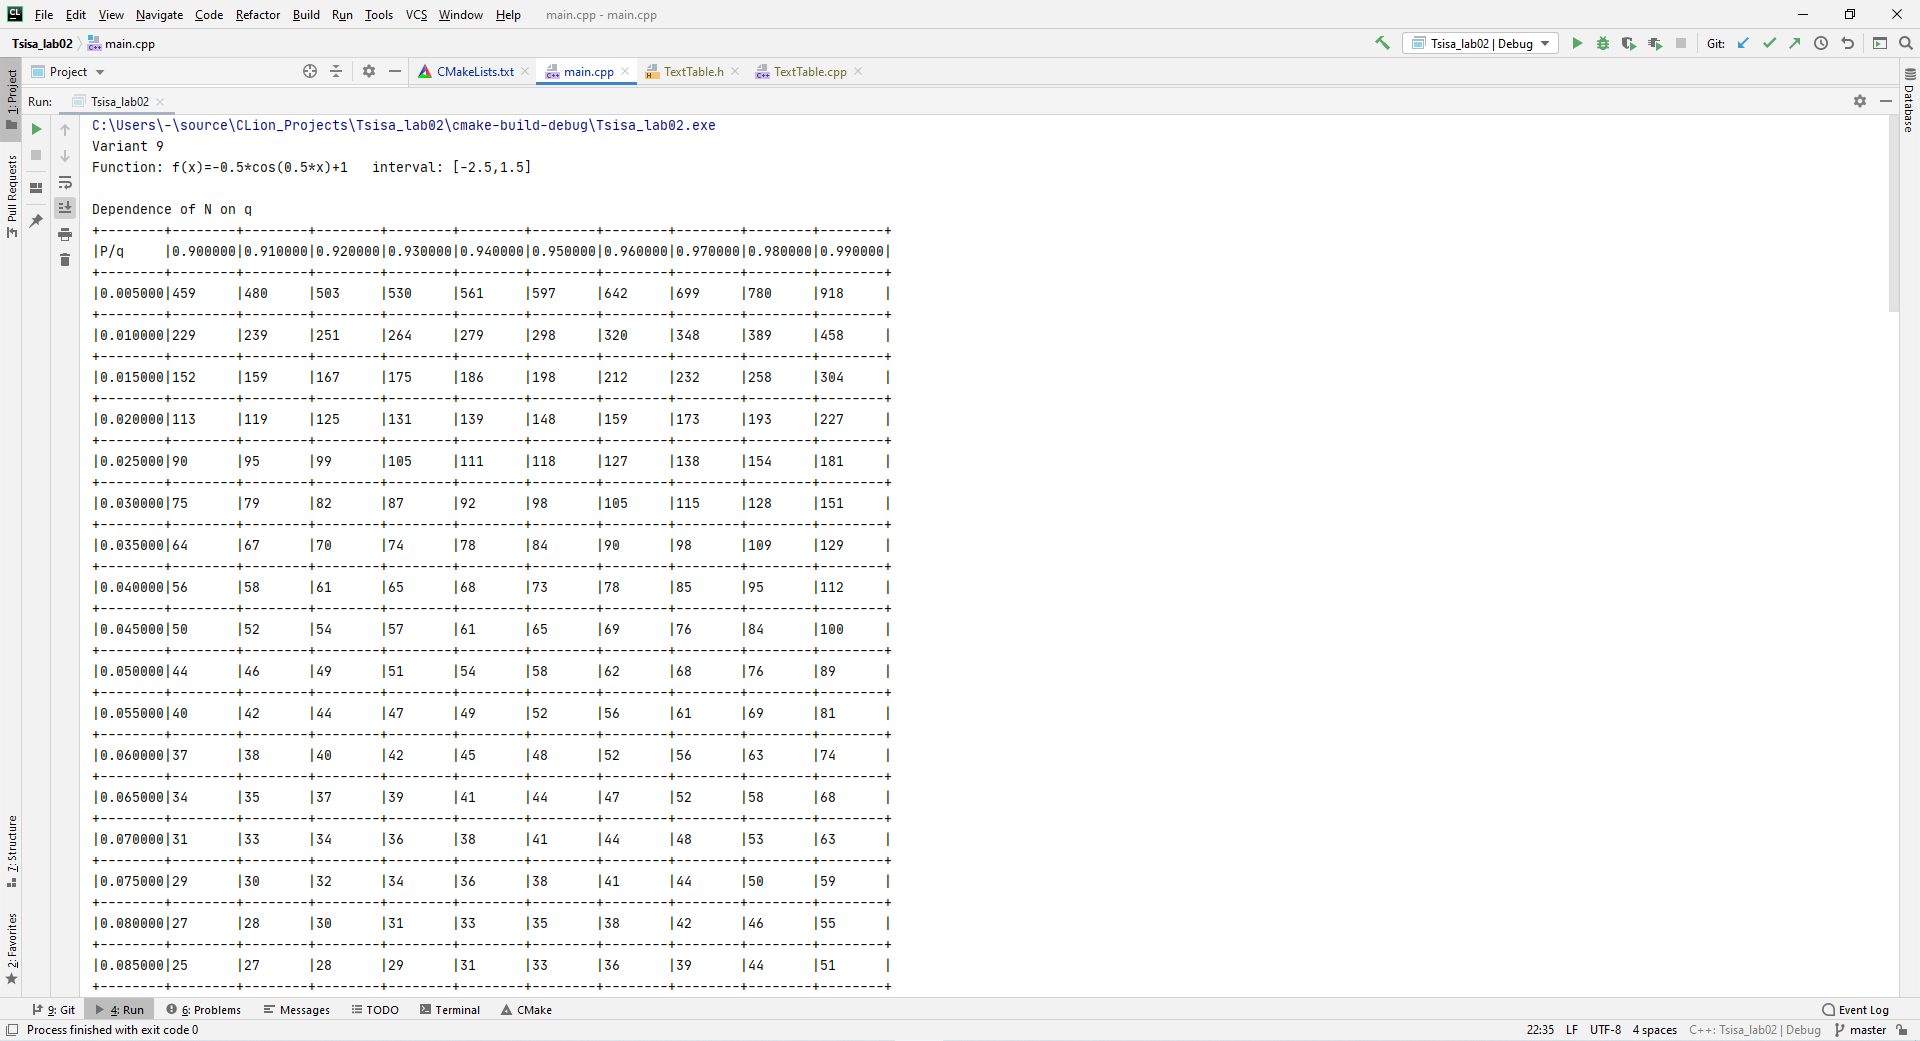 CL File Edit View Navigate Code Refactor Build Run Tools VCS Window Help main.cpp - main.cpp
Tsisa_lab02 main.cpp Tsisa_lab02 | Debug Git:
Project CMakeLists.txt main.cpp TextTable.h TextTable.cpp
Run: Tsisa_lab02
1: Project
Pull Requests
7: Structure
2: Favorites
Database
C:\Users\-\source\CLion_Projects\Tsisa_lab02\cmake-build-debug\Tsisa_lab02.exe
Variant 9
Function: f(x)=-0.5*cos(0.5*x)+1   interval: [-2.5,1.5]
Dependence of N on q
+--------+--------+--------+--------+--------+--------+--------+--------+--------+--------+--------+
|P/q     |0.900000|0.910000|0.920000|0.930000|0.940000|0.950000|0.960000|0.970000|0.980000|0.990000|
+--------+--------+--------+--------+--------+--------+--------+--------+--------+--------+--------+
|0.005000|459     |480     |503     |530     |561     |597     |642     |699     |780     |918     |
+--------+--------+--------+--------+--------+--------+--------+--------+--------+--------+--------+
|0.010000|229     |239     |251     |264     |279     |298     |320     |348     |389     |458     |
+--------+--------+--------+--------+--------+--------+--------+--------+--------+--------+--------+
|0.015000|152     |159     |167     |175     |186     |198     |212     |232     |258     |304     |
+--------+--------+--------+--------+--------+--------+--------+--------+--------+--------+--------+
|0.020000|113     |119     |125     |131     |139     |148     |159     |173     |193     |227     |
+--------+--------+--------+--------+--------+--------+--------+--------+--------+--------+--------+
|0.025000|90      |95      |99      |105     |111     |118     |127     |138     |154     |181     |
+--------+--------+--------+--------+--------+--------+--------+--------+--------+--------+--------+
|0.030000|75      |79      |82      |87      |92      |98      |105     |115     |128     |151     |
+--------+--------+--------+--------+--------+--------+--------+--------+--------+--------+--------+
|0.035000|64      |67      |70      |74      |78      |84      |90      |98      |109     |129     |
+--------+--------+--------+--------+--------+--------+--------+--------+--------+--------+--------+
|0.040000|56      |58      |61      |65      |68      |73      |78      |85      |95      |112     |
+--------+--------+--------+--------+--------+--------+--------+--------+--------+--------+--------+
|0.045000|50      |52      |54      |57      |61      |65      |69      |76      |84      |100     |
+--------+--------+--------+--------+--------+--------+--------+--------+--------+--------+--------+
|0.050000|44      |46      |49      |51      |54      |58      |62      |68      |76      |89      |
+--------+--------+--------+--------+--------+--------+--------+--------+--------+--------+--------+
|0.055000|40      |42      |44      |47      |49      |52      |56      |61      |69      |81      |
+--------+--------+--------+--------+--------+--------+--------+--------+--------+--------+--------+
|0.060000|37      |38      |40      |42      |45      |48      |52      |56      |63      |74      |
+--------+--------+--------+--------+--------+--------+--------+--------+--------+--------+--------+
|0.065000|34      |35      |37      |39      |41      |44      |47      |52      |58      |68      |
+--------+--------+--------+--------+--------+--------+--------+--------+--------+--------+--------+
|0.070000|31      |33      |34      |36      |38      |41      |44      |48      |53      |63      |
+--------+--------+--------+--------+--------+--------+--------+--------+--------+--------+--------+
|0.075000|29      |30      |32      |34      |36      |38      |41      |44      |50      |59      |
+--------+--------+--------+--------+--------+--------+--------+--------+--------+--------+--------+
|0.080000|27      |28      |30      |31      |33      |35      |38      |42      |46      |55      |
+--------+--------+--------+--------+--------+--------+--------+--------+--------+--------+--------+
|0.085000|25      |27      |28      |29      |31      |33      |36      |39      |44      |51      |
+--------+--------+--------+--------+--------+--------+--------+--------+--------+--------+--------+
9: Git 4: Run 6: Problems Messages TODO Terminal CMake Event Log
Process finished with exit code 0 22:35 LF UTF-8 4 spaces C++: Tsisa_lab02 | Debug master